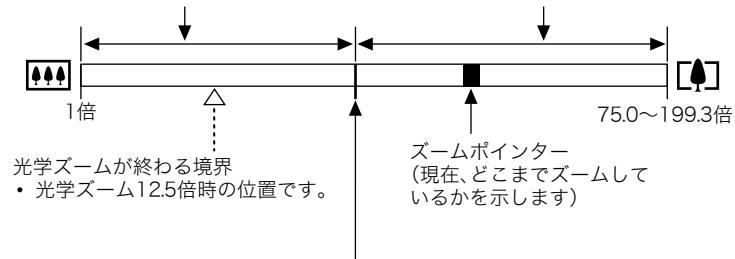 1倍
75.0～199.3倍
光学ズームが終わる境界
• 光学ズーム12.5倍時の位置です。
ズームポインター
（現在、どこまでズームして
いるかを示します）